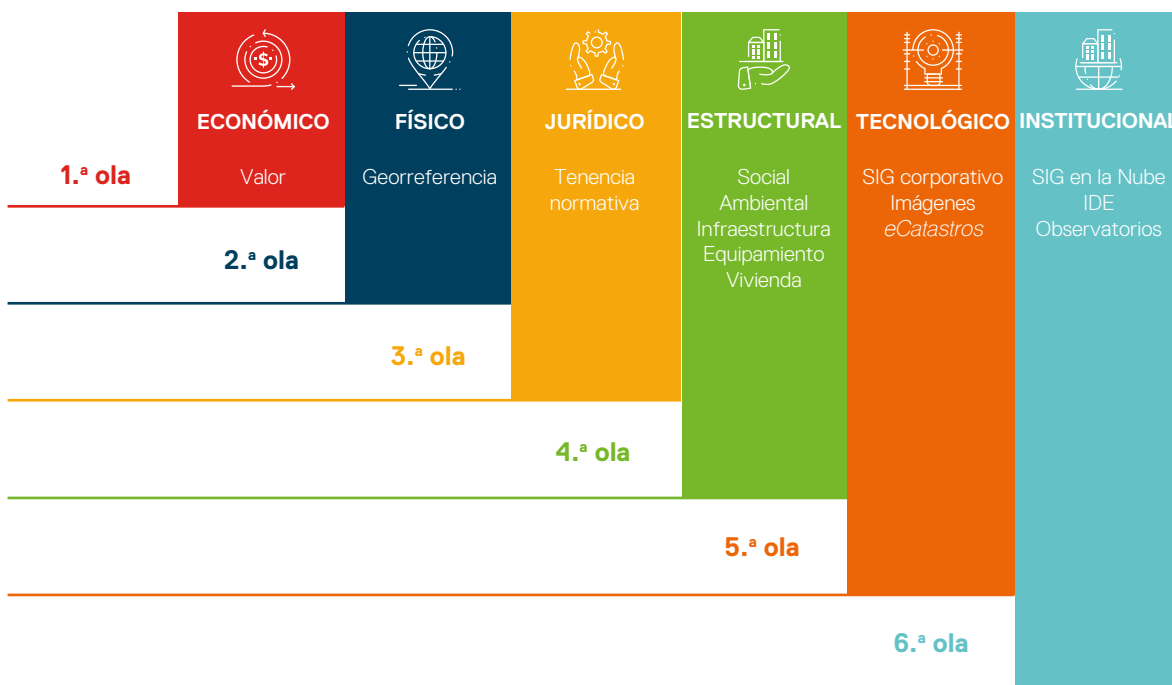 $
ECONÓMICO
FÍSICO
JURÍDICO
ESTRUCTURAL
TECNOLÓGICO
INSTITUCIONAL
1.ª ola
Valor
Georreferencia
Tenencia
normativa
Social
Ambiental
Infraestructura
Equipamiento
Vivienda
SIG corporativo
Imágenes
eCatastros
SIG en la Nube
IDE
Observatorios
2.ª ola
3.ª ola
4.ª ola
5.ª ola
6.ª ola